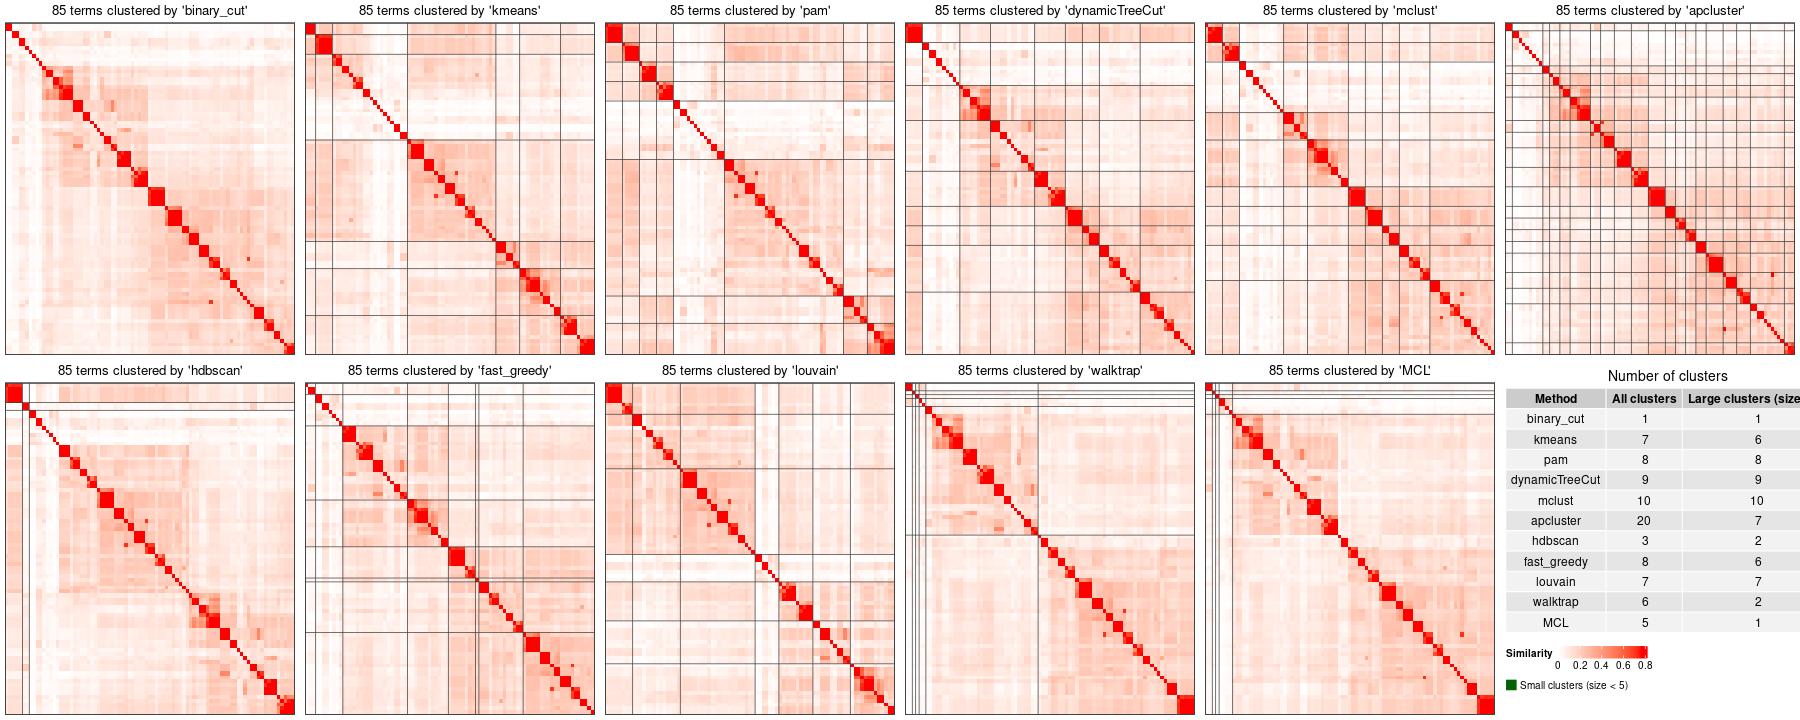 85 terms clustered by 'binary_cut'
85 terms clustered by 'kmeans'
85 terms clustered by 'pam'
85 terms clustered by 'dynamicTreeCut'
85 terms clustered by 'mclust'
85 terms clustered by 'apcluster'
85 terms clustered by 'hdbscan'
85 terms clustered by 'fast_greedy'
85 terms clustered by 'louvain'
85 terms clustered by 'walktrap'
85 terms clustered by 'MCL'
Number of clusters
Method All clusters Large clusters (size
binary_cut 1 1
kmeans 7 6
pam 8 8
dynamicTreeCut 9 9
mclust 10 10
apcluster 20 7
hdbscan 3 2
fast_greedy 8 6
louvain 7 7
walktrap 6 2
MCL 5 1
Similarity
0 0.2 0.4 0.6 0.8
Small clusters (size < 5)